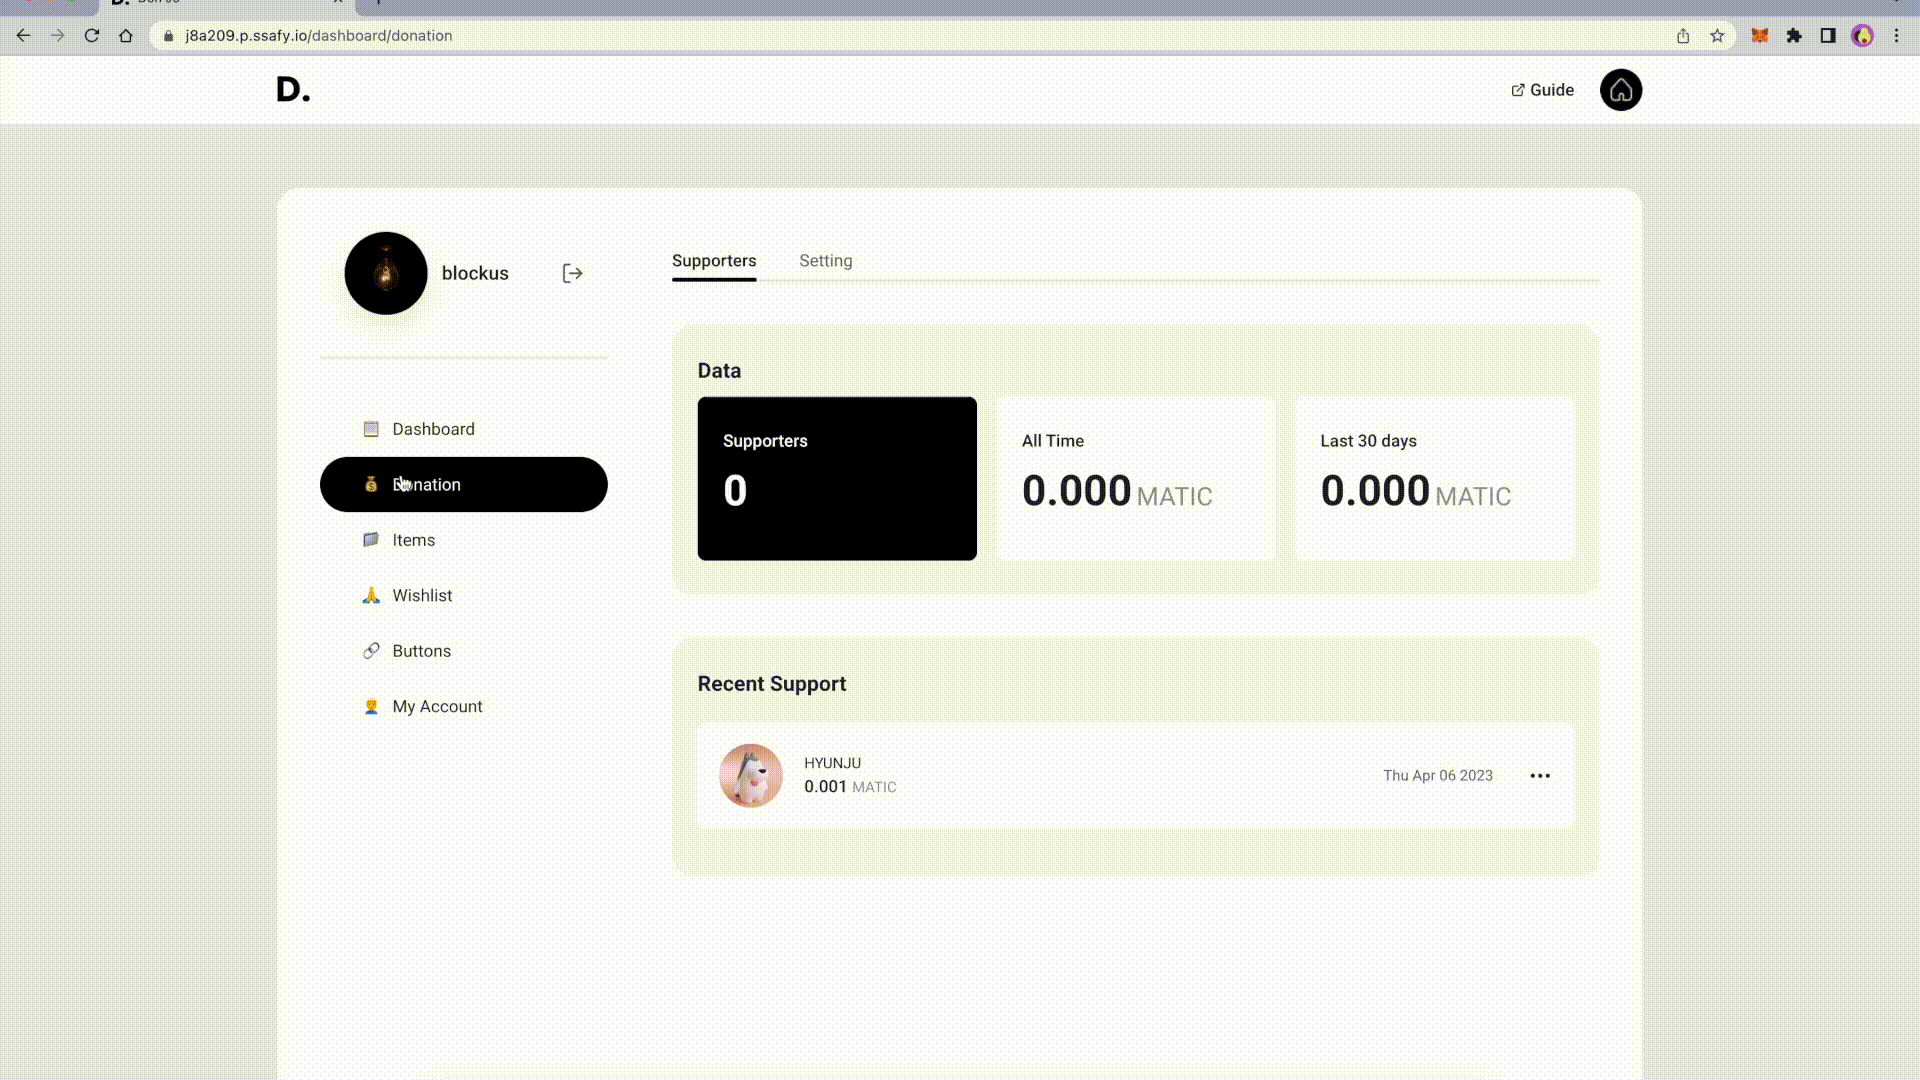 j8a209.p.ssafy.io/dashboard/donation
D.
Guide
blockus
Supporters
Setting
Dashboard
Donation
Items
Wishlist
Buttons
My Account
Data
Supporters
0
All Time
0.000 MATIC
Last 30 days
0.000 MATIC
Recent Support
HYUNJU
0.001 MATIC
Thu Apr 06 2023